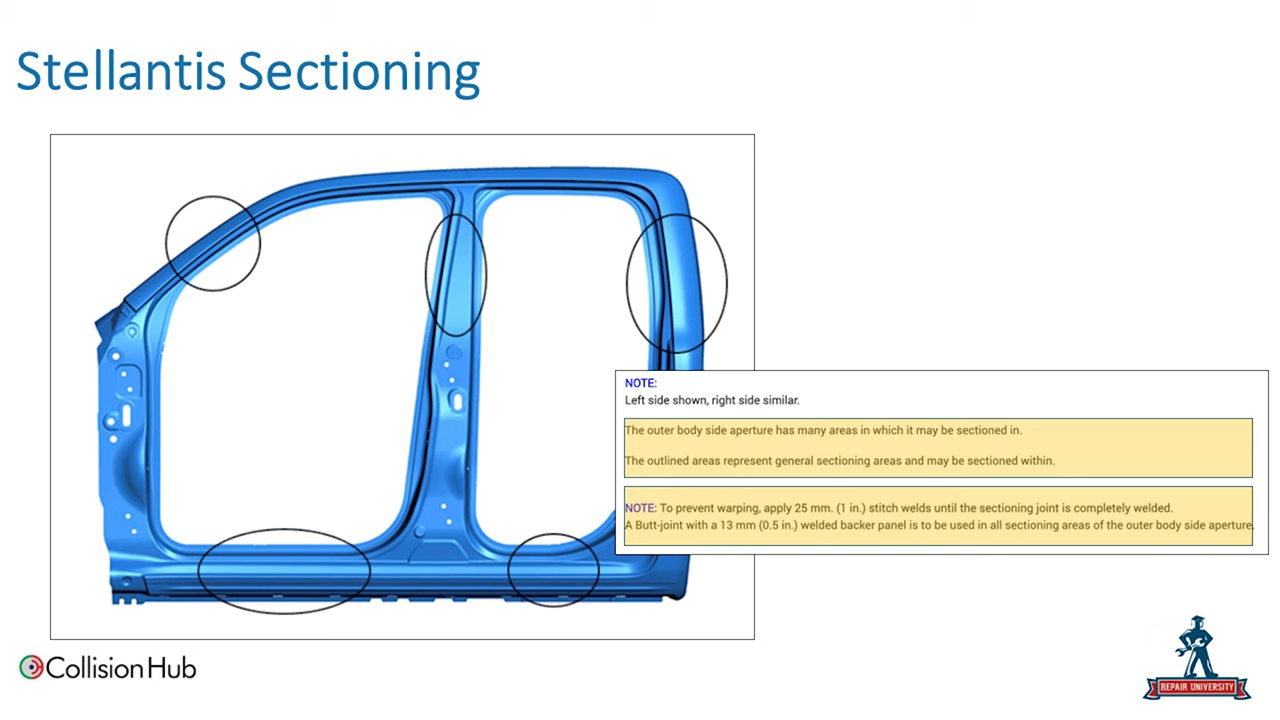 Stellantis Sectioning
NOTE:
Left side shown, right side similar.
The outer body side aperture has many areas in which it may be sectioned in.
The outlined areas represent general sectioning areas and may be sectioned within.
NOTE: To prevent warping, apply 25 mm. (1 in.) stitch welds until the sectioning joint is completely welded.
A Butt-joint with a 13 mm (0.5 in.) welded backer panel is to be used in all sectioning areas of the outer body side aperture.
Collision Hub
REPAIR UNIVERSITY